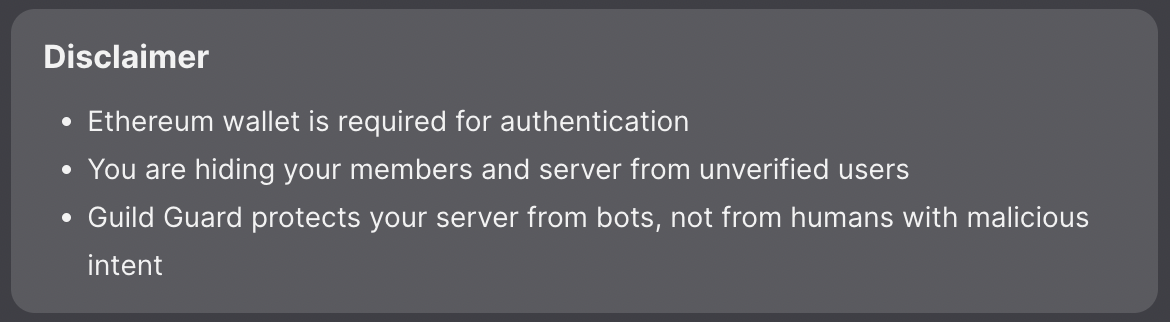 Disclaimer
• Ethereum wallet is required for authentication
• You are hiding your members and server from unverified users
• Guild Guard protects your server from bots, not from humans with malicious
intent